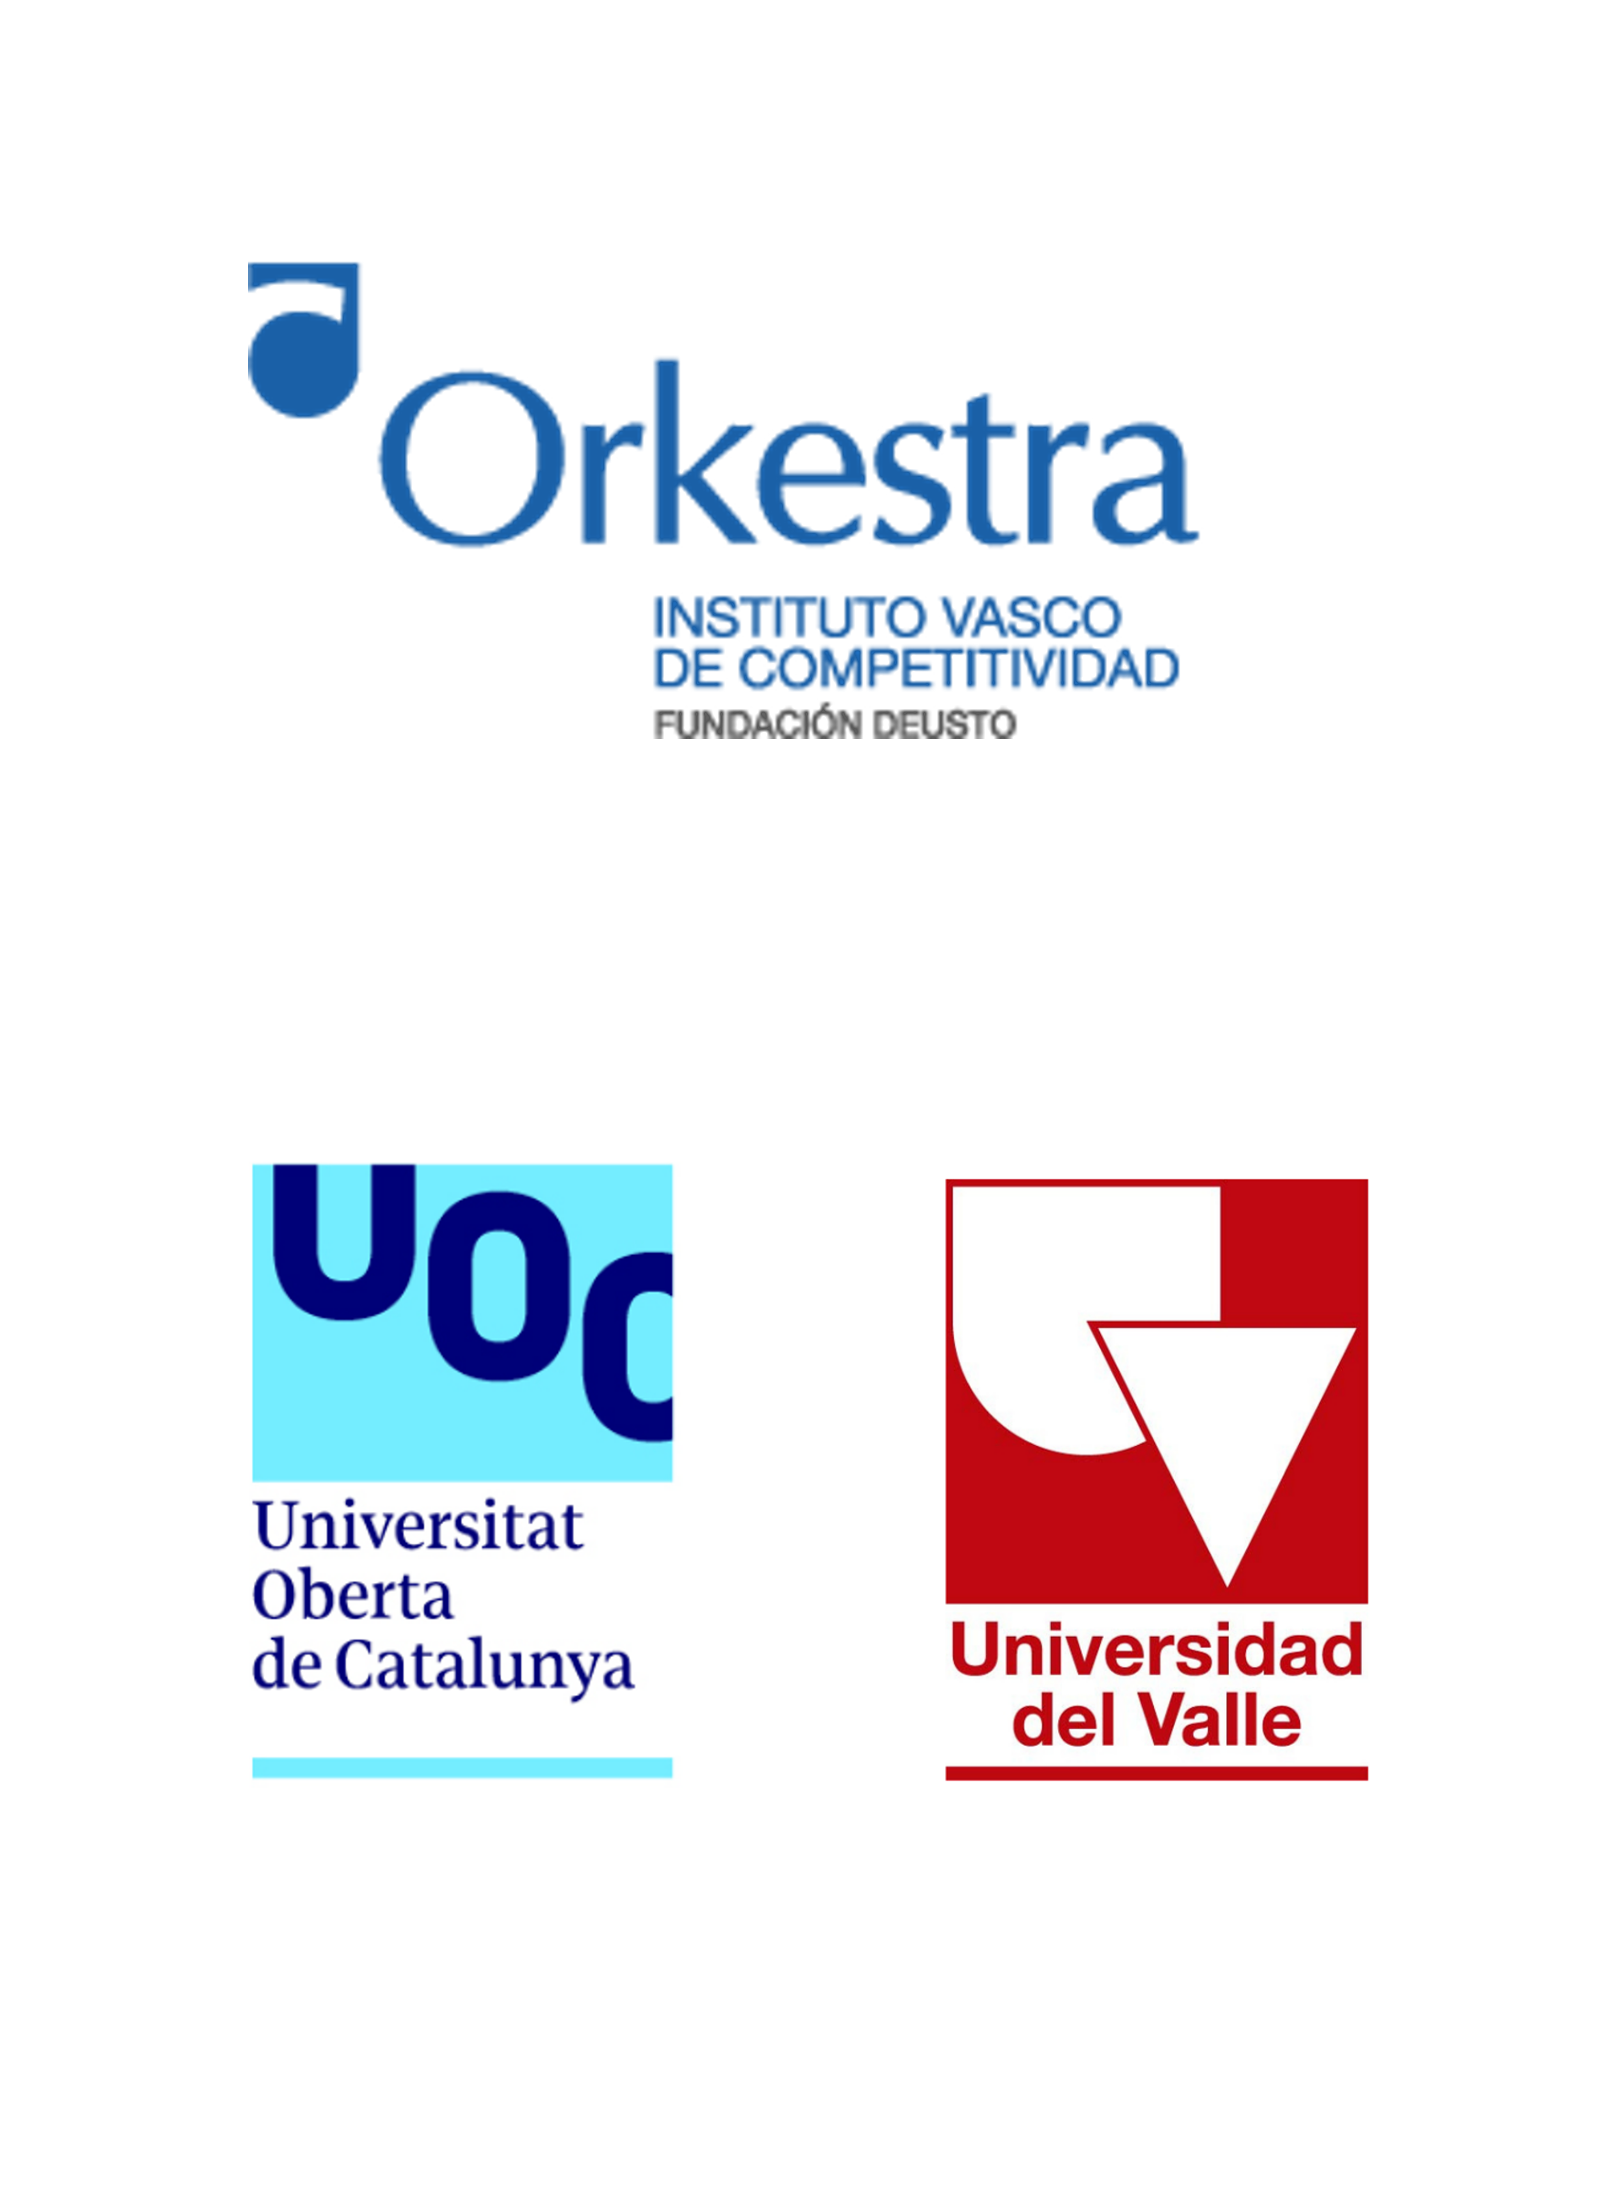 Orkestra
INSTITUTO VASCO
DE COMPETITIVIDAD
FUNDACIÓN DEUSTO
UOC
Universitat
Oberta
de Catalunya
Universidad
del Valle